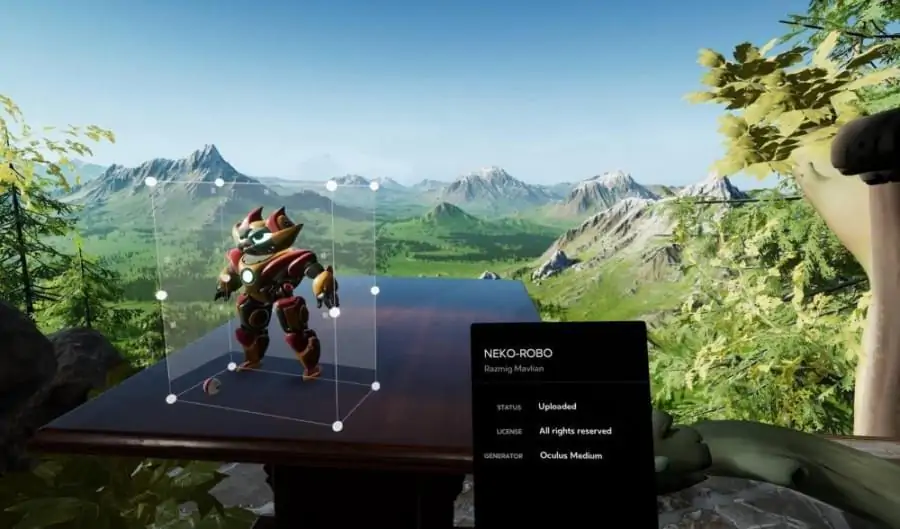 NEKO-ROBO
Razmig Mavlian
STATUS Uploaded
LICENSE All rights reserved
GENERATOR Oculus Medium